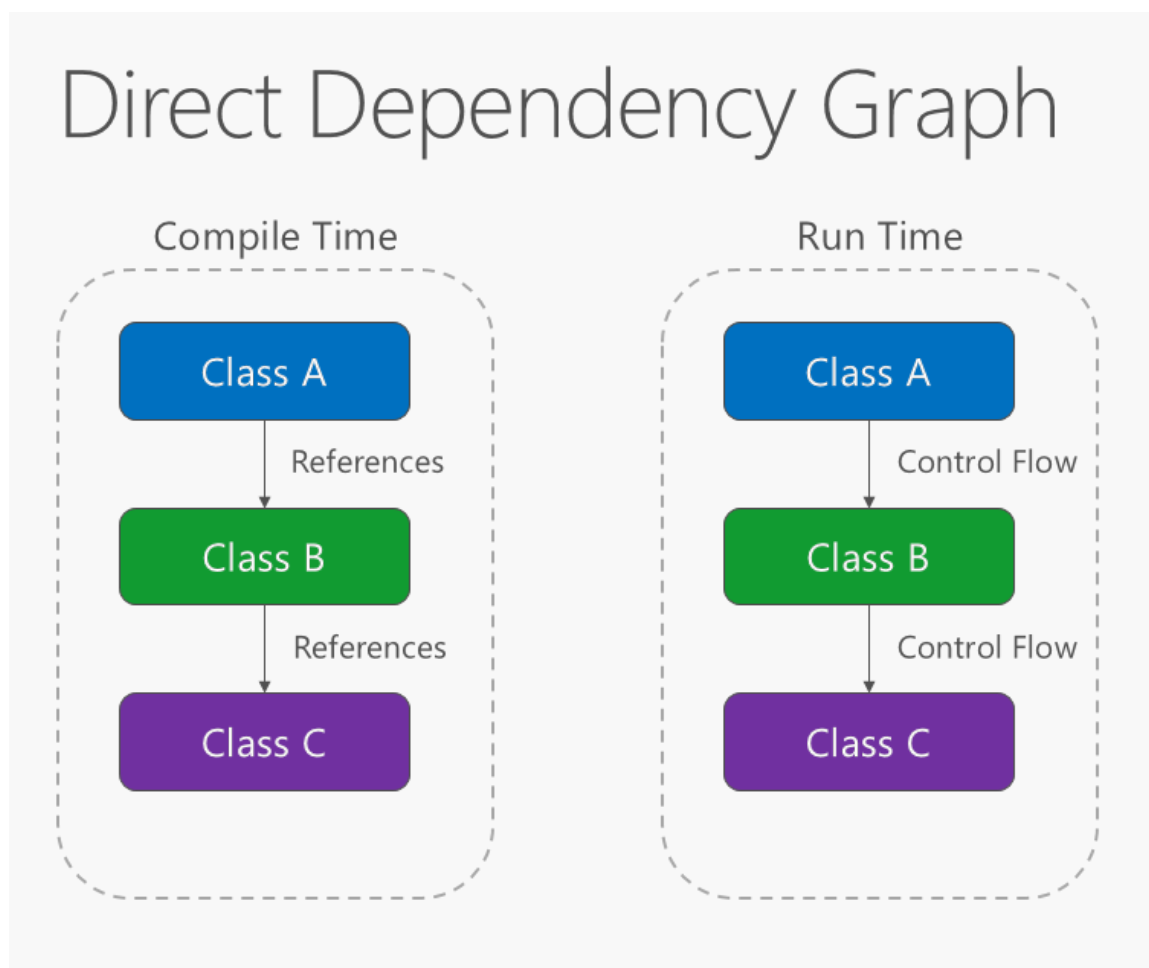 Direct Dependency Graph
Compile Time
Class A
References
Class B
References
Class C
Run Time
Class A
Control Flow
Class B
Control Flow
Class C